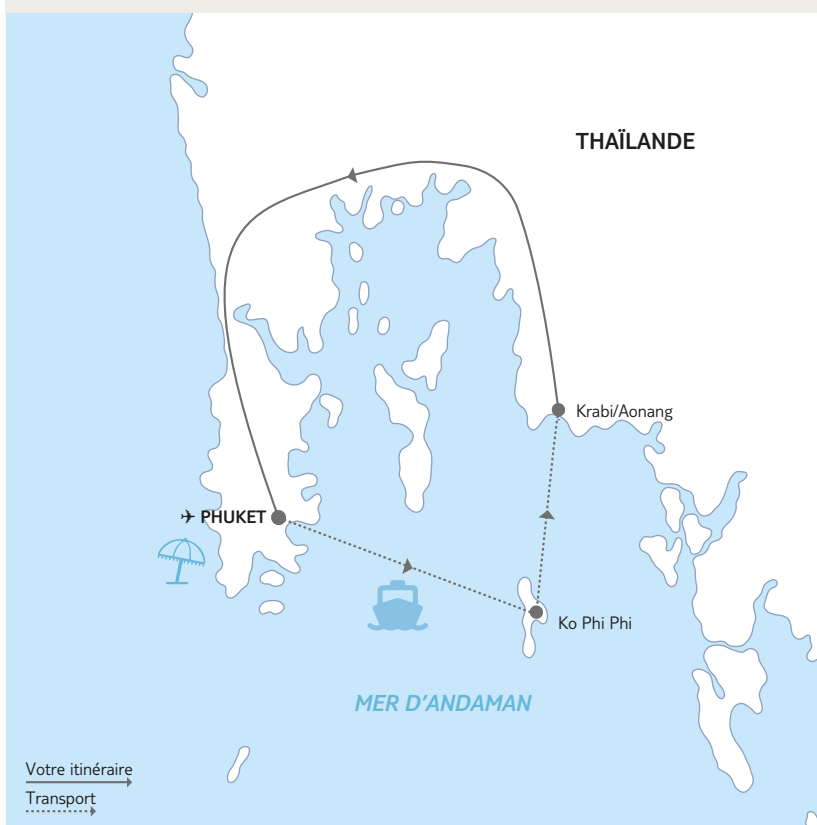 THAÏLANDE
Krabi/Aonang
PHUKET
Ko Phi Phi
MER D'ANDAMAN
Votre itinéraire
Transport